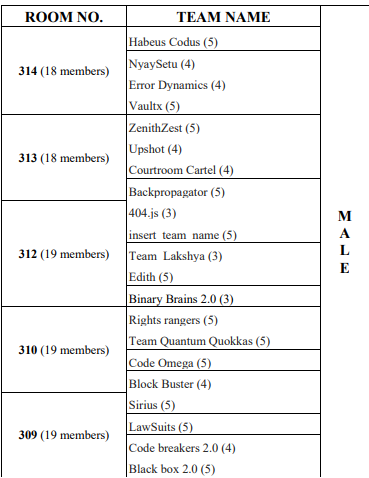 ROOM NO. TEAM NAME
Habeus Codus (5)
NyaySetu (4)
314 (18 members)
Error Dynamics (4)
Vaultx (5)
ZenithZest (5)
Upshot (4)
313 (18 members)
Courtroom Cartel (4)
Backpropagator (5)
404.js (3)
insert team name (5)
312 (19 members) Team Lakshya (3)
Edith (5)
Binary Brains 2.0 (3)
Rights rangers (5)
Team Quantum Quokkas (5)
310 (19 members)
Code Omega (5)
Block Buster (4)
Sirius (5)
LawSuits (5)
309 (19 members)
Code breakers 2.0 (4)
Black box 2.0 (5)
M
A
L
E